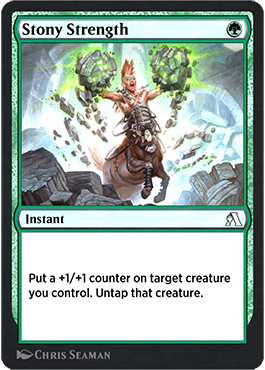 Stony Strength
Instant
Put a +1/+1 counter on target creature
you control. Untap that creature.
Chris Seaman